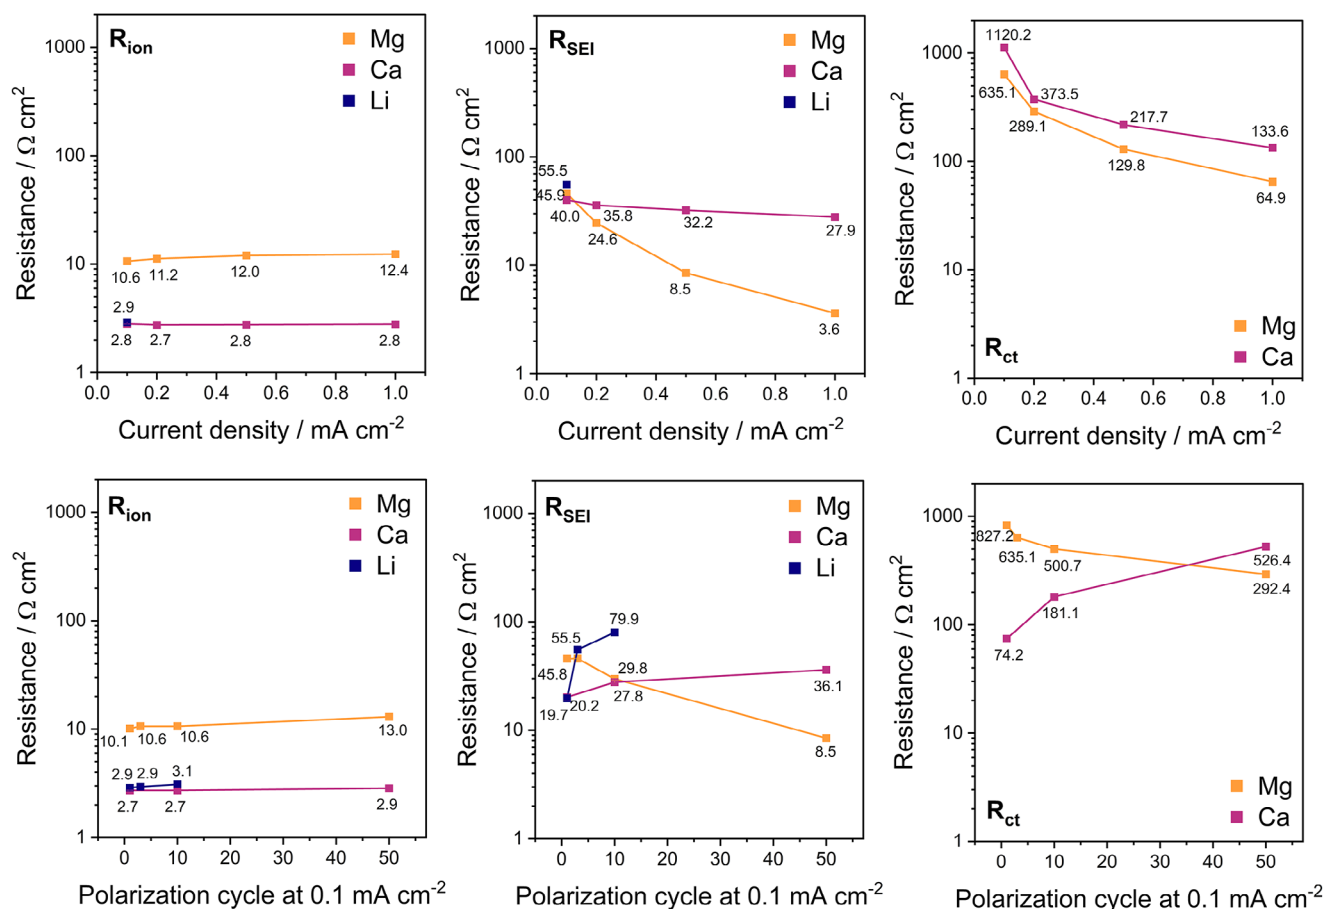 R_ion
Mg
Ca
Li
1000
100
10
1
Resistance / Ω cm²
10.6
11.2
12.0
12.4
2.9
2.8
2.7
2.8
2.8
0.0 0.2 0.4 0.6 0.8 1.0
Current density / mA cm⁻²
R_SEI
Mg
Ca
Li
1000
100
10
1
Resistance / Ω cm²
55.5
45.9
40.0
35.8
32.2
27.9
24.6
8.5
3.6
0.0 0.2 0.4 0.6 0.8 1.0
Current density / mA cm⁻²
1000
100
10
1
Resistance / Ω cm²
1120.2
635.1
373.5
289.1
217.7
129.8
133.6
64.9
Mg
Ca
R_ct
0.0 0.2 0.4 0.6 0.8 1.0
Current density / mA cm⁻²
R_ion
Mg
Ca
Li
1000
100
10
1
Resistance / Ω cm²
10.1
10.6
10.6
13.0
2.9
2.9
3.1
2.7
2.7
2.9
0 10 20 30 40 50
Polarization cycle at 0.1 mA cm⁻²
R_SEI
Mg
Ca
Li
1000
100
10
1
Resistance / Ω cm²
55.5
79.9
45.8
29.8
19.7
20.2
27.8
36.1
8.5
0 10 20 30 40 50
Polarization cycle at 0.1 mA cm⁻²
1000
100
10
1
Resistance / Ω cm²
827.2
635.1
500.7
526.4
292.4
181.1
74.2
Mg
Ca
R_ct
0 10 20 30 40 50
Polarization cycle at 0.1 mA cm⁻²